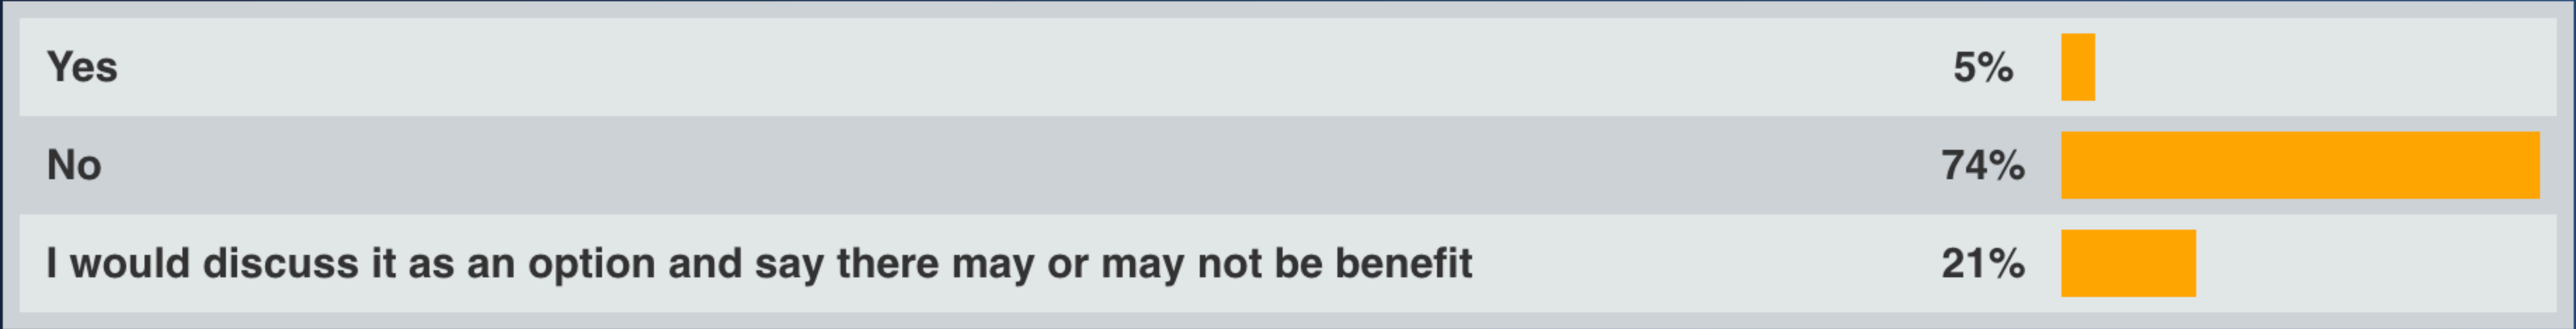 Yes 5%
No 74%
I would discuss it as an option and say there may or may not be benefit 21%